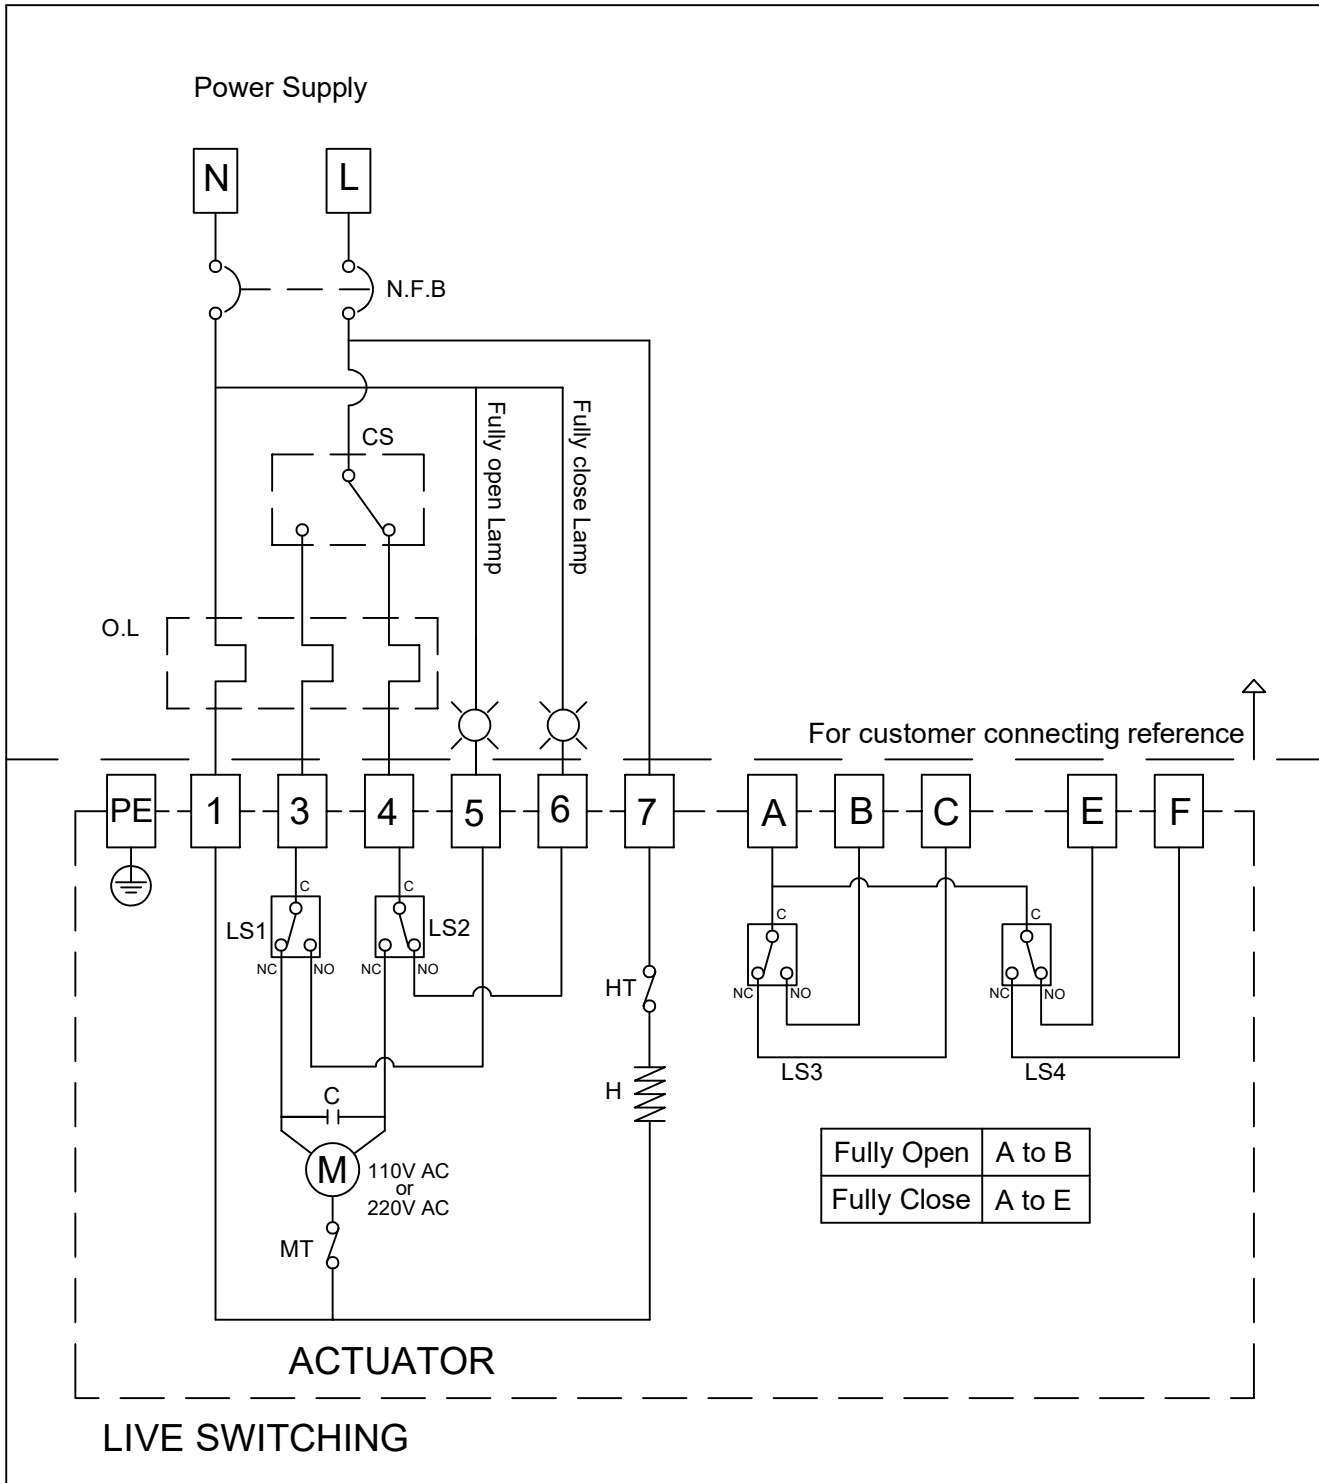 Power Supply
N
L
N.F.B
CS
Fully open Lamp
Fully close Lamp
O.L
For customer connecting reference
PE
1
3
4
5
6
7
A
B
C
E
F
C
LS1
NC
NO
C
LS2
NC
NO
C
NC
NO
LS3
C
NC
NO
LS4
HT
H
C
M
110V AC
or
220V AC
MT
Fully Open A to B
Fully Close A to E
ACTUATOR
LIVE SWITCHING